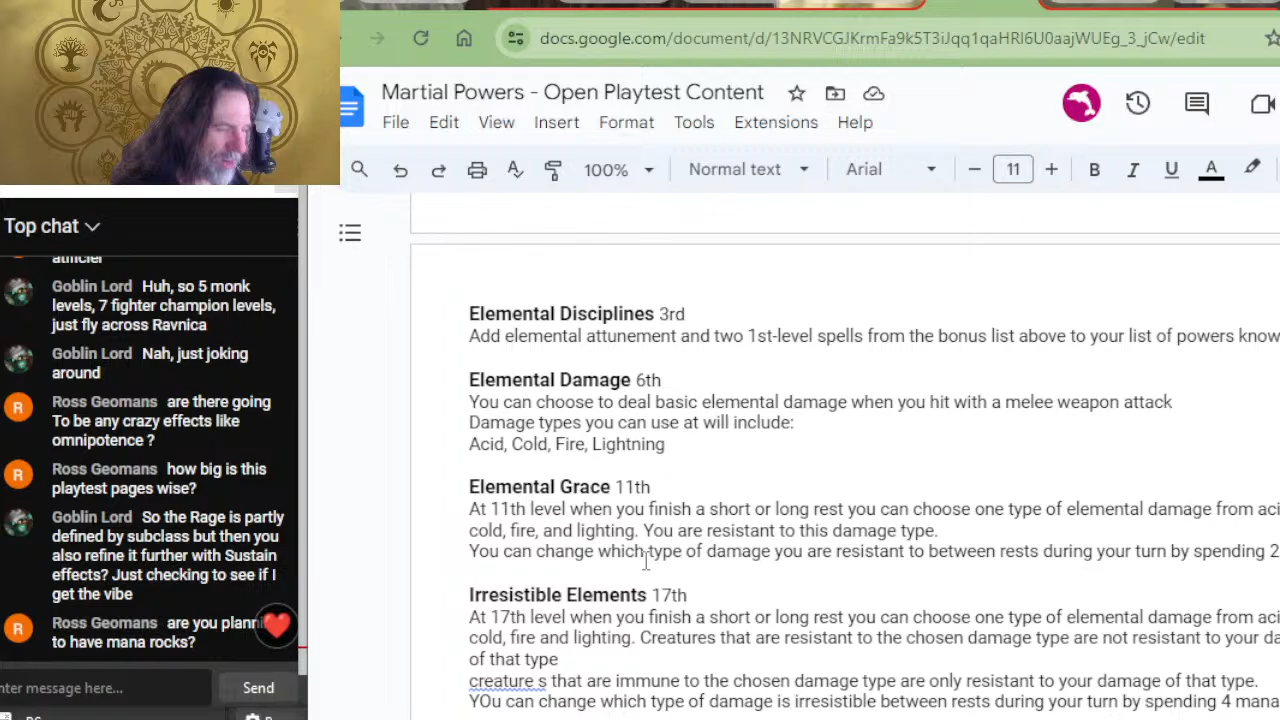 docs.google.com/document/d/13NRVCGJKrmFa9k5T3iJqq1qaHRl6U0aajWUEg_3_jCw/edit
Martial Powers - Open Playtest Content
File Edit View Insert Format Tools Extensions Help
100% Normal text Arial 11 B I U A
Top chat
Goblin Lord Huh, so 5 monk
levels, 7 fighter champion levels,
just fly across Ravnica
Goblin Lord Nah, just joking
around
R Ross Geomans are there going
To be any crazy effects like
omnipotence ?
R Ross Geomans how big is this
playtest pages wise?
Goblin Lord So the Rage is partly
defined by subclass but then you
also refine it further with Sustain
effects? Just checking to see if I
get the vibe
R Ross Geomans are you planni
to have mana rocks?
nter message here... Send
Elemental Disciplines 3rd
Add elemental attunement and two 1st-level spells from the bonus list above to your list of powers know
Elemental Damage 6th
You can choose to deal basic elemental damage when you hit with a melee weapon attack
Damage types you can use at will include:
Acid, Cold, Fire, Lightning
Elemental Grace 11th
At 11th level when you finish a short or long rest you can choose one type of elemental damage from aci
cold, fire, and lighting. You are resistant to this damage type.
You can change which type of damage you are resistant to between rests during your turn by spending 2
Irresistible Elements 17th
At 17th level when you finish a short or long rest you can choose one type of elemental damage from aci
cold, fire and lighting. Creatures that are resistant to the chosen damage type are not resistant to your da
of that type
creature s that are immune to the chosen damage type are only resistant to your damage of that type.
YOu can change which type of damage is irresistible between rests during your turn by spending 4 mana